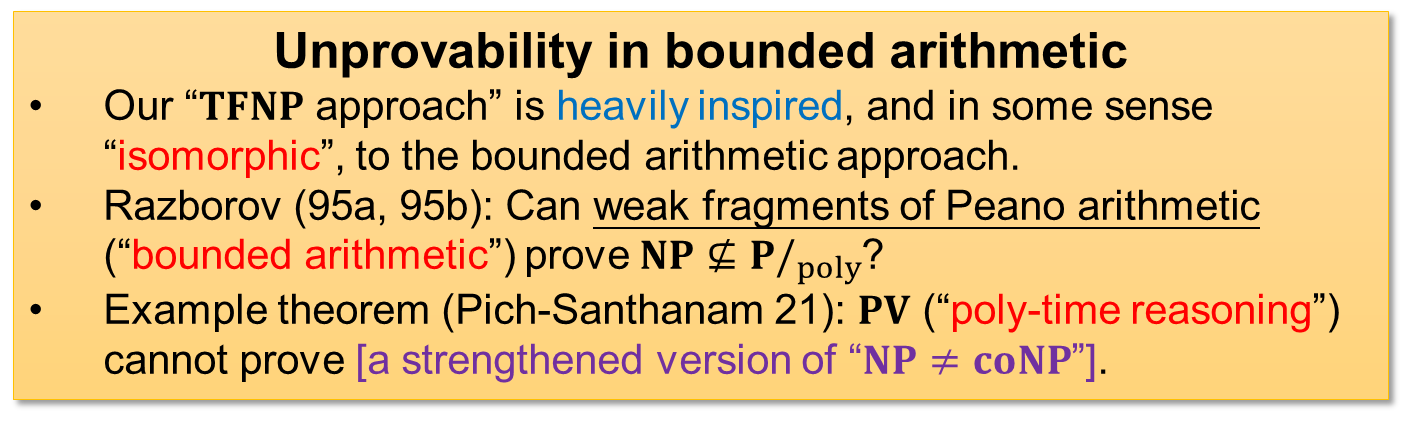 Unprovability in bounded arithmetic
• Our “TFNP approach” is heavily inspired, and in some sense
“isomorphic”, to the bounded arithmetic approach.
• Razborov (95a, 95b): Can weak fragments of Peano arithmetic
(“bounded arithmetic”) prove NP ⊈ P/poly?
• Example theorem (Pich-Santhanam 21): PV (“poly-time reasoning”)
cannot prove [a strengthened version of “NP ≠ coNP”].